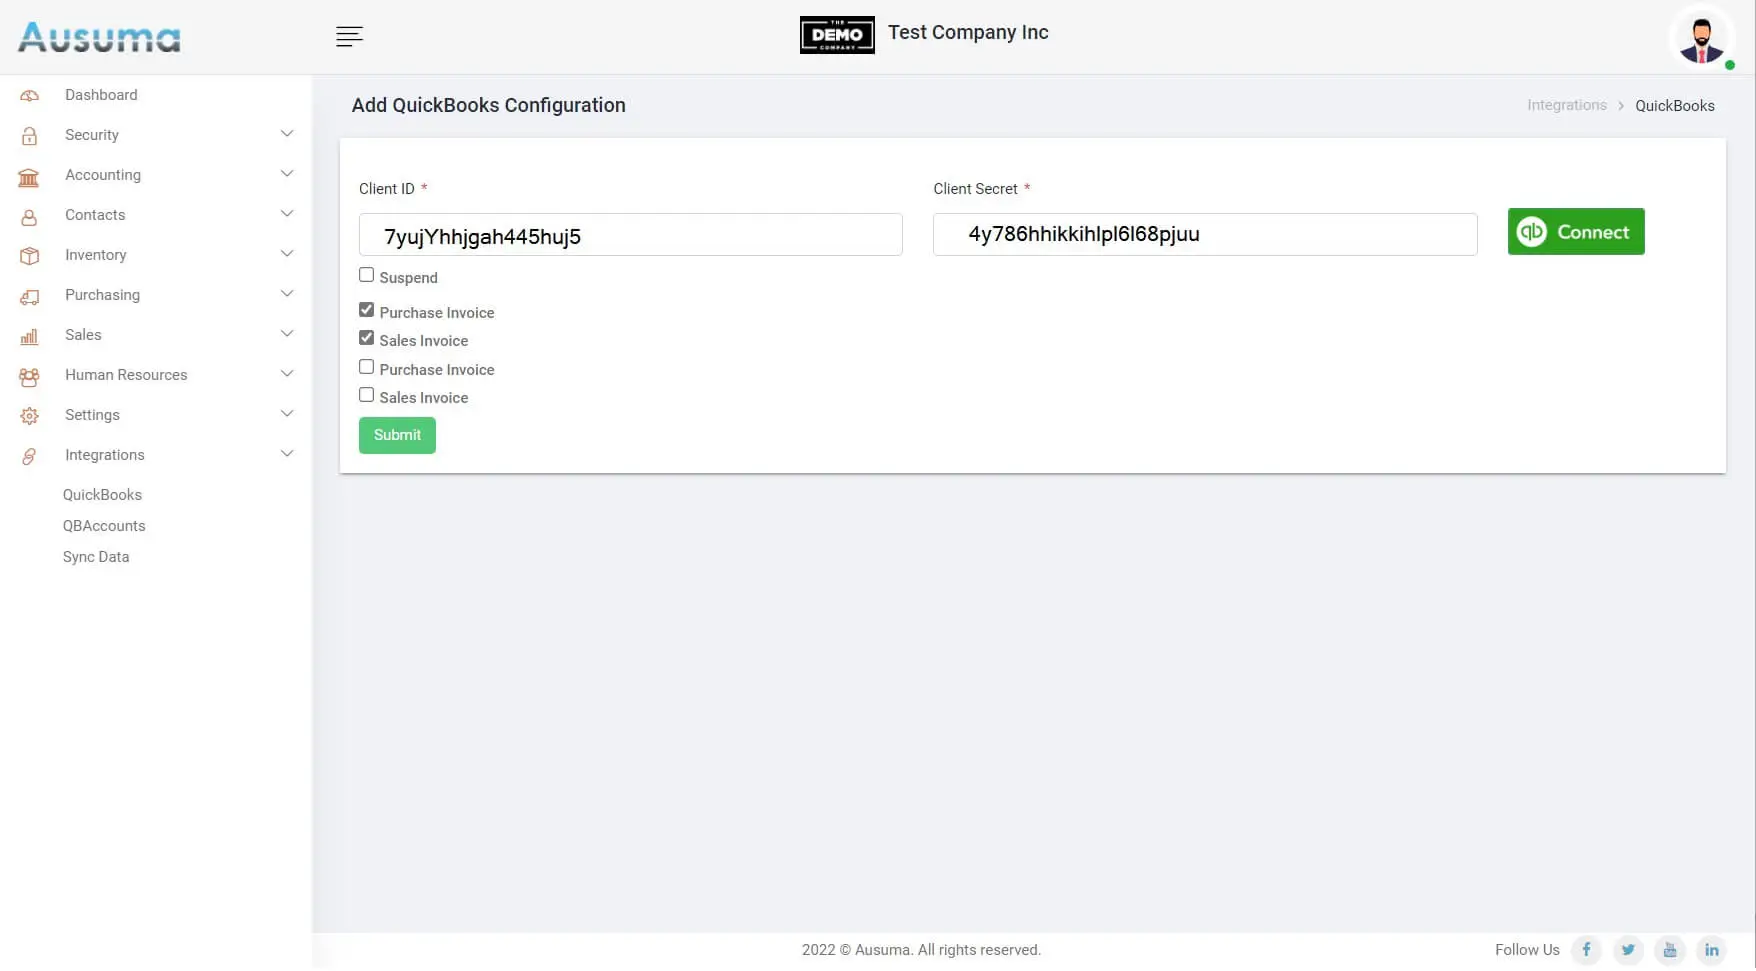 Ausuma
THE
DEMO
COMPANY
Test Company Inc
Dashboard
Security
Accounting
Contacts
Inventory
Purchasing
Sales
Human Resources
Settings
Integrations
QuickBooks
QBAccounts
Sync Data
Add QuickBooks Configuration
Integrations > QuickBooks
Client ID *
7yujYhhjgah445huj5
Client Secret *
4y786hhikkihlpl6l68pjuu
qb Connect
Suspend
Purchase Invoice
Sales Invoice
Purchase Invoice
Sales Invoice
Submit
2022 © Ausuma. All rights reserved.
Follow Us